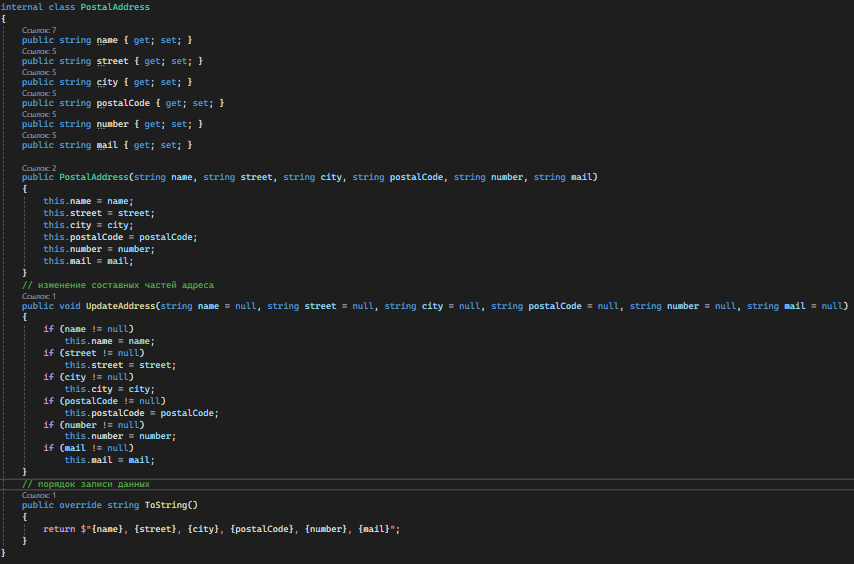 internal class PostalAddress
{
Ссылок: 7
public string name { get; set; }
Ссылок: 5
public string street { get; set; }
Ссылок: 5
public string city { get; set; }
Ссылок: 5
public string postalCode { get; set; }
Ссылок: 5
public string number { get; set; }
Ссылок: 5
public string mail { get; set; }
Ссылок: 2
public PostalAddress(string name, string street, string city, string postalCode, string number, string mail)
{
this.name = name;
this.street = street;
this.city = city;
this.postalCode = postalCode;
this.number = number;
this.mail = mail;
}
// изменение составных частей адреса
Ссылок: 1
public void UpdateAddress(string name = null, string street = null, string city = null, string postalCode = null, string number = null, string mail = null)
{
if (name != null)
this.name = name;
if (street != null)
this.street = street;
if (city != null)
this.city = city;
if (postalCode != null)
this.postalCode = postalCode;
if (number != null)
this.number = number;
if (mail != null)
this.mail = mail;
}
// порядок записи данных
Ссылок: 1
public override string ToString()
{
return $"{name}, {street}, {city}, {postalCode}, {number}, {mail}";
}
}